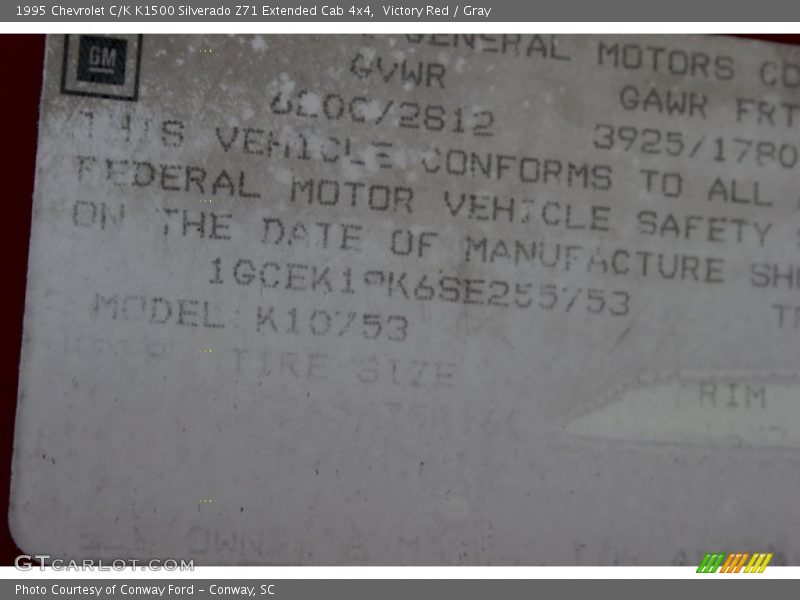 1995 Chevrolet C/K K1500 Silverado Z71 Extended Cab 4x4, Victory Red / Gray
GM
GENERAL MOTORS CO
GVWR GAWR FRT
6200/2812 3925/1780
THIS VEHICLE CONFORMS TO ALL
FEDERAL MOTOR VEHICLE SAFETY
ON THE DATE OF MANUFACTURE SH
1GCEK19K6SE255753
MODEL: K10753
TIRE SIZE
RIM
GTCARLOT.COM
Photo Courtesy of Conway Ford – Conway, SC